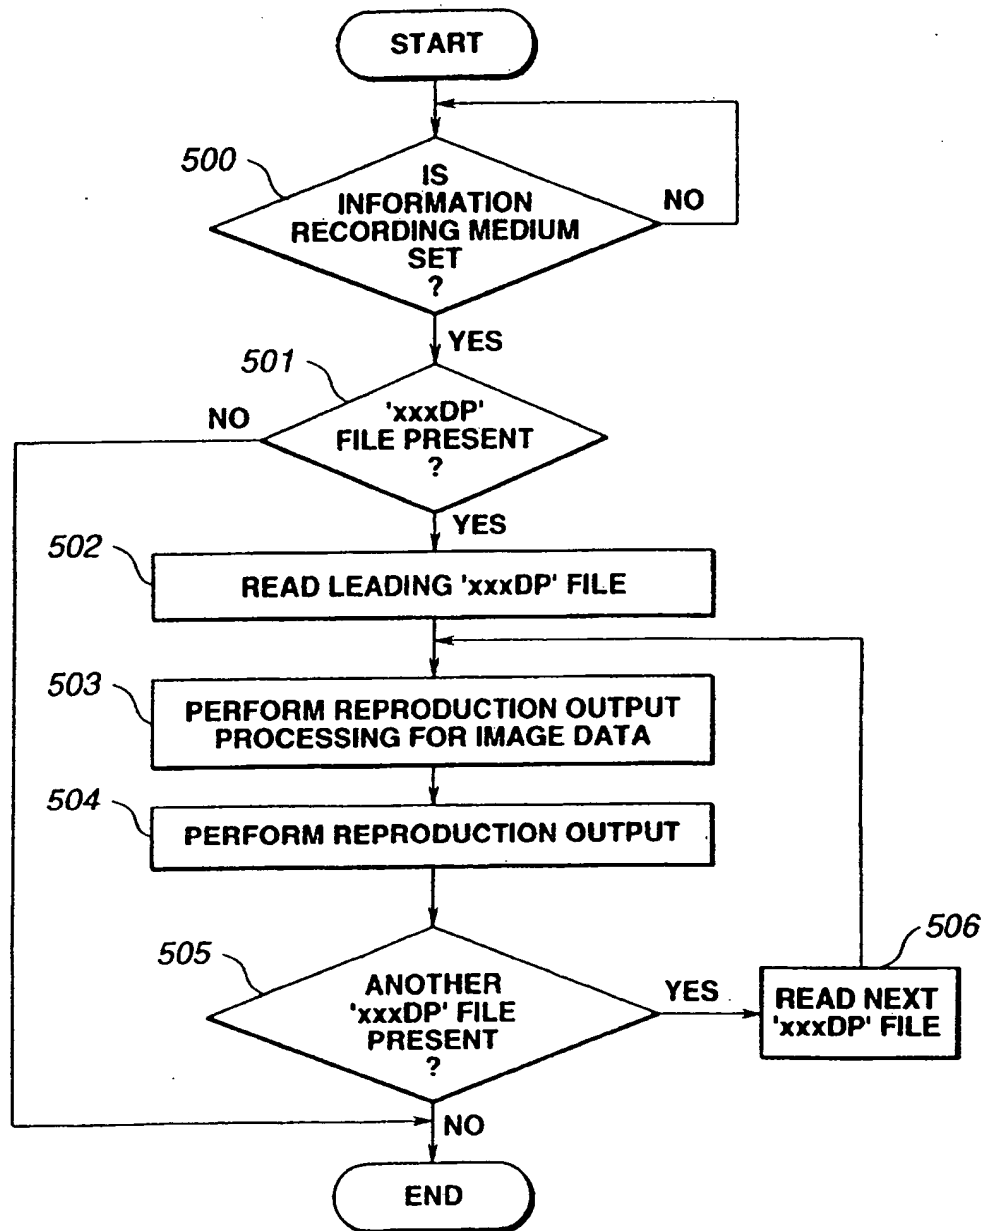 START
500
IS
INFORMATION
RECORDING MEDIUM
SET
?
NO
YES
501
'xxxDP'
FILE PRESENT
?
NO
YES
502
READ LEADING 'xxxDP' FILE
503
PERFORM REPRODUCTION OUTPUT
PROCESSING FOR IMAGE DATA
504
PERFORM REPRODUCTION OUTPUT
505
ANOTHER
'xxxDP' FILE
PRESENT
?
YES
506
READ NEXT
'xxxDP' FILE
NO
END